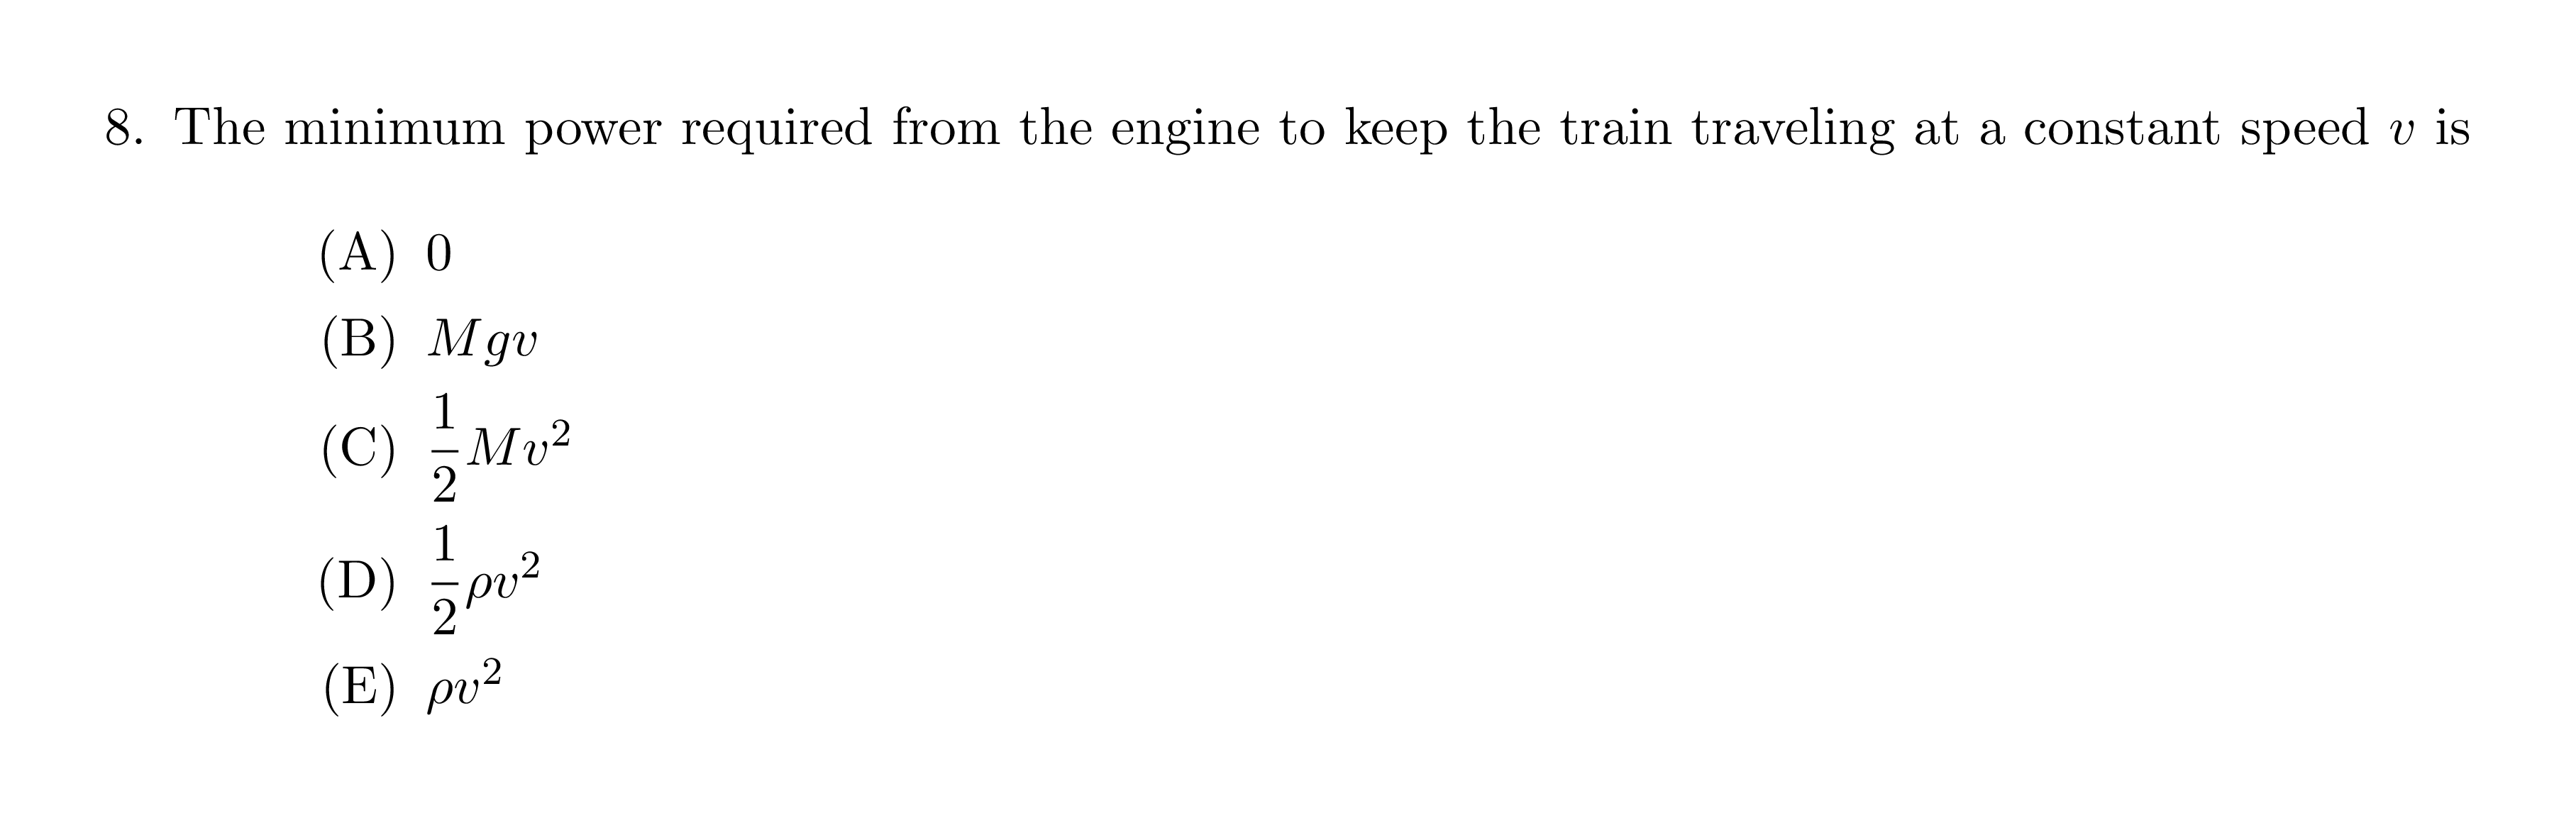 8. The minimum power required from the engine to keep the train traveling at a constant speed $v$ is
(A) 0
(B) $Mgv$
(C) $\frac{1}{2}Mv^2$
(D) $\frac{1}{2}\rho v^2$
(E) $\rho v^2$